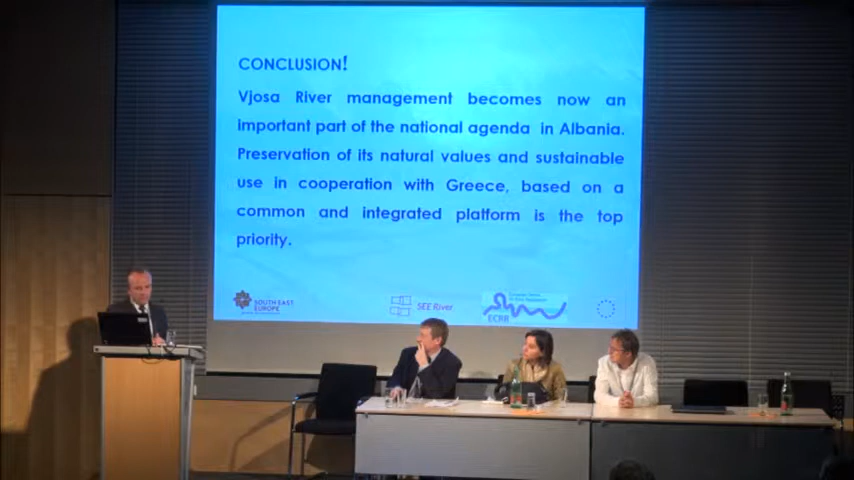 CONCLUSION!
Vjosa River management becomes now an
important part of the national agenda in Albania.
Preservation of its natural values and sustainable
use in cooperation with Greece, based on a
common and integrated platform is the top
priority.
SOUTH EAST
EUROPE
SEE River
ECRR